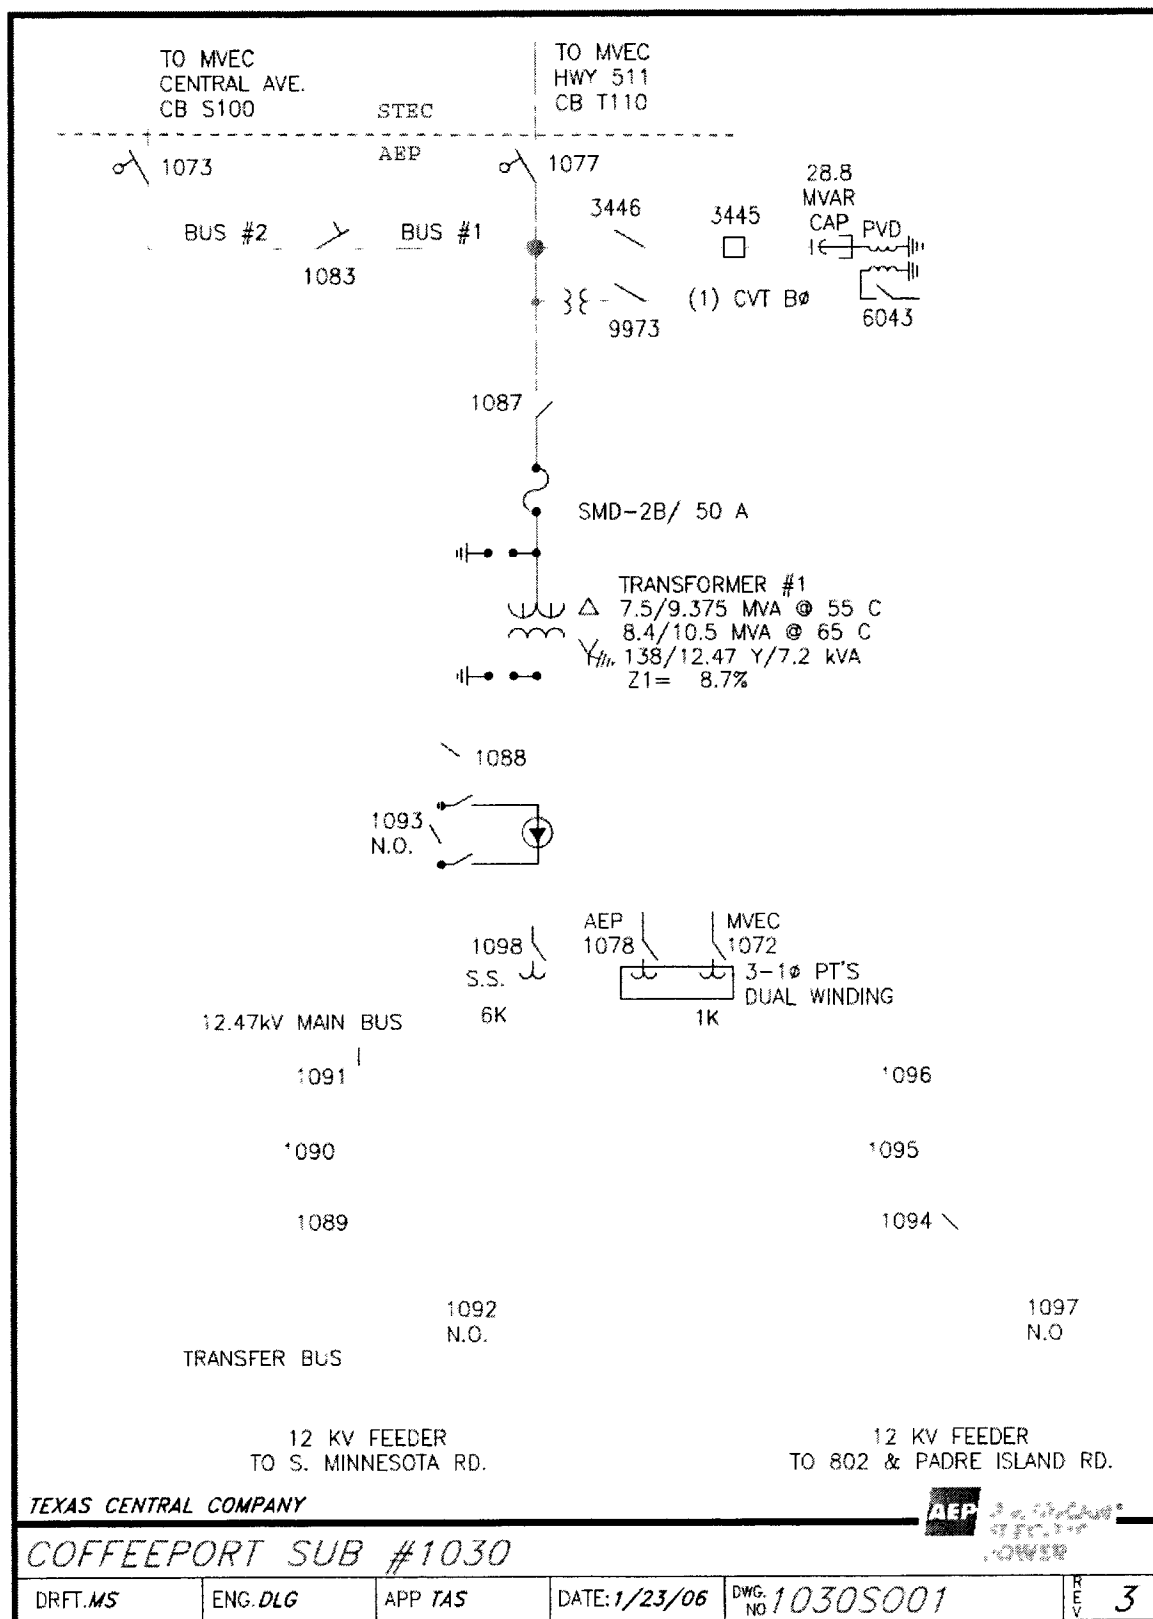 TO MVEC
CENTRAL AVE.
CB S100
TO MVEC
HWY 511
CB T110
STEC
AEP
1073
1077
28.8
MVAR
CAP
PVD
3446
3445
BUS #2
BUS #1
1083
(1) CVT BØ
9973
6043
1087
SMD-2B/ 50 A
TRANSFORMER #1
7.5/9.375 MVA @ 55 C
8.4/10.5 MVA @ 65 C
138/12.47 Y/7.2 kVA
Z1= 8.7%
1088
1093
N.O.
AEP
1078
MVEC
1072
1098
S.S.
3-1Ø PT'S
DUAL WINDING
6K
1K
12.47kV MAIN BUS
1091
1096
1090
1095
1089
1094
1092
N.O.
1097
N.O
TRANSFER BUS
12 KV FEEDER
TO S. MINNESOTA RD.
12 KV FEEDER
TO 802 & PADRE ISLAND RD.
TEXAS CENTRAL COMPANY
AEP
COFFEEPORT SUB #1030
DRFT. MS
ENG. DLG
APP TAS
DATE: 1/23/06
DWG. NO 1030S001
REV 3